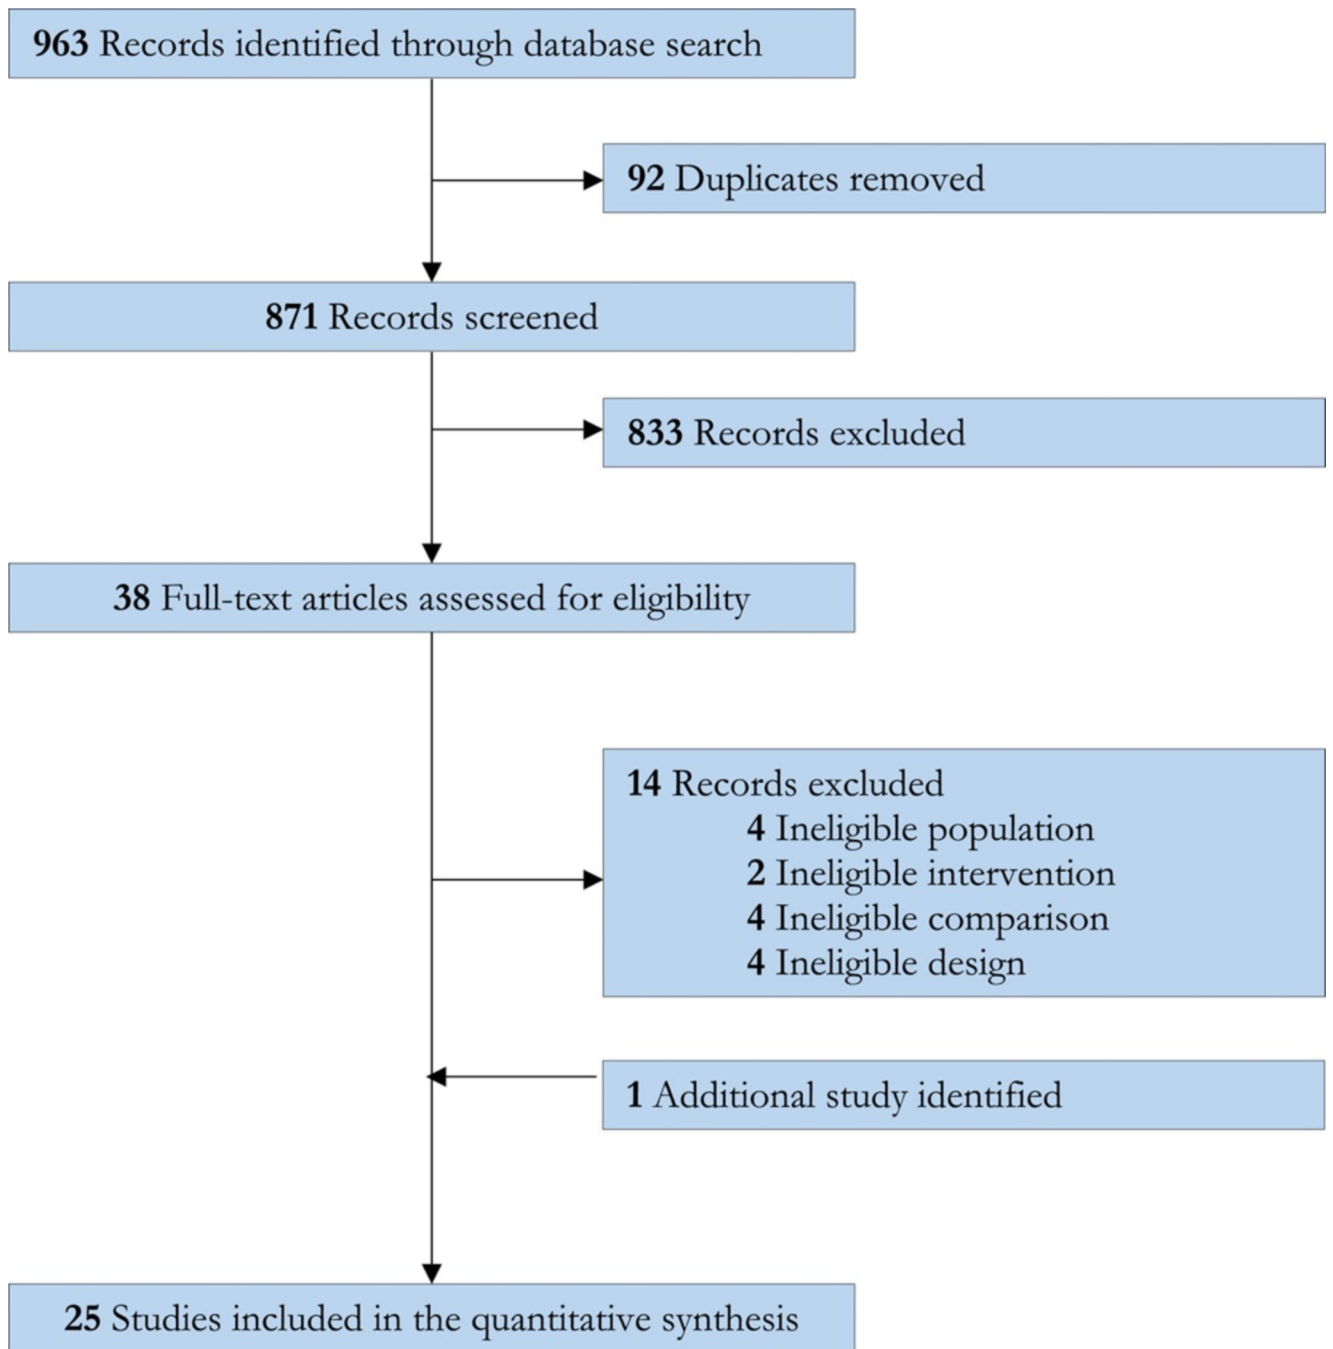 963 Records identified through database search
92 Duplicates removed
871 Records screened
833 Records excluded
38 Full-text articles assessed for eligibility
14 Records excluded
4 Ineligible population
2 Ineligible intervention
4 Ineligible comparison
4 Ineligible design
1 Additional study identified
25 Studies included in the quantitative synthesis